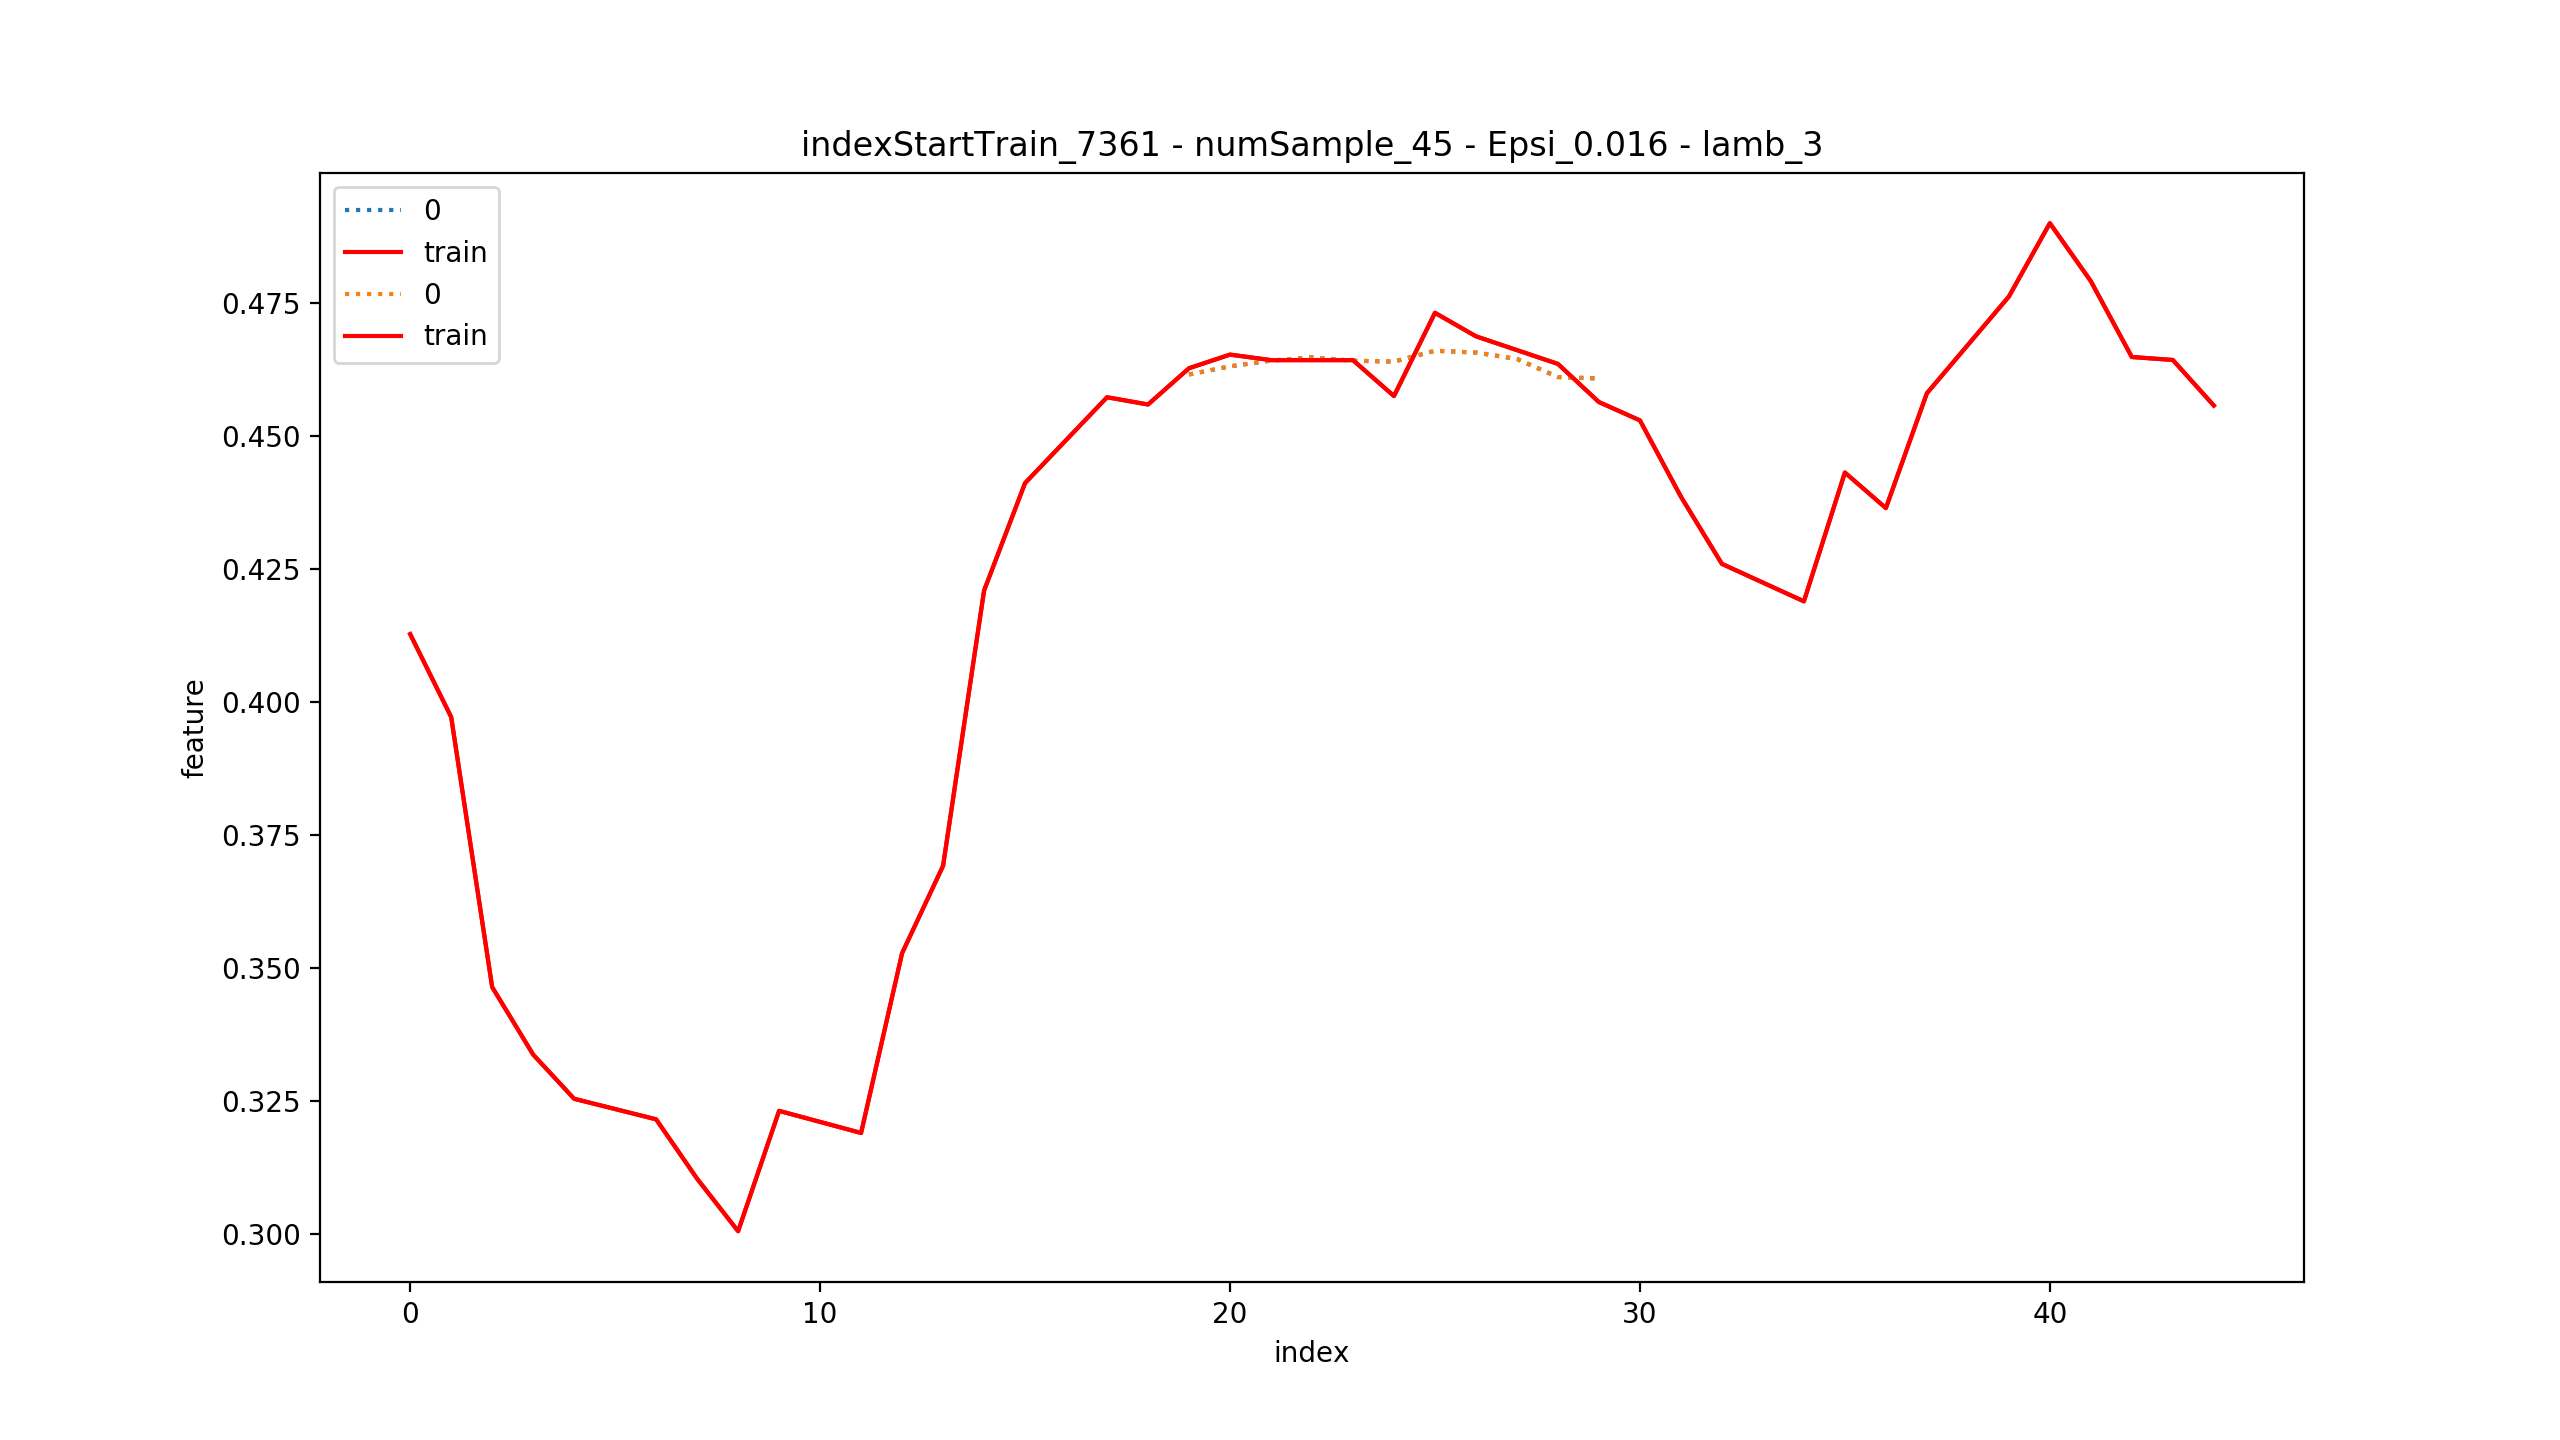 indexStartTrain_7361 - numSample_45 - Epsi_0.016 - lamb_3
0
train
0
train
0.475
0.450
0.425
0.400
0.375
0.350
0.325
0.300
feature
0 10 20 30 40
index